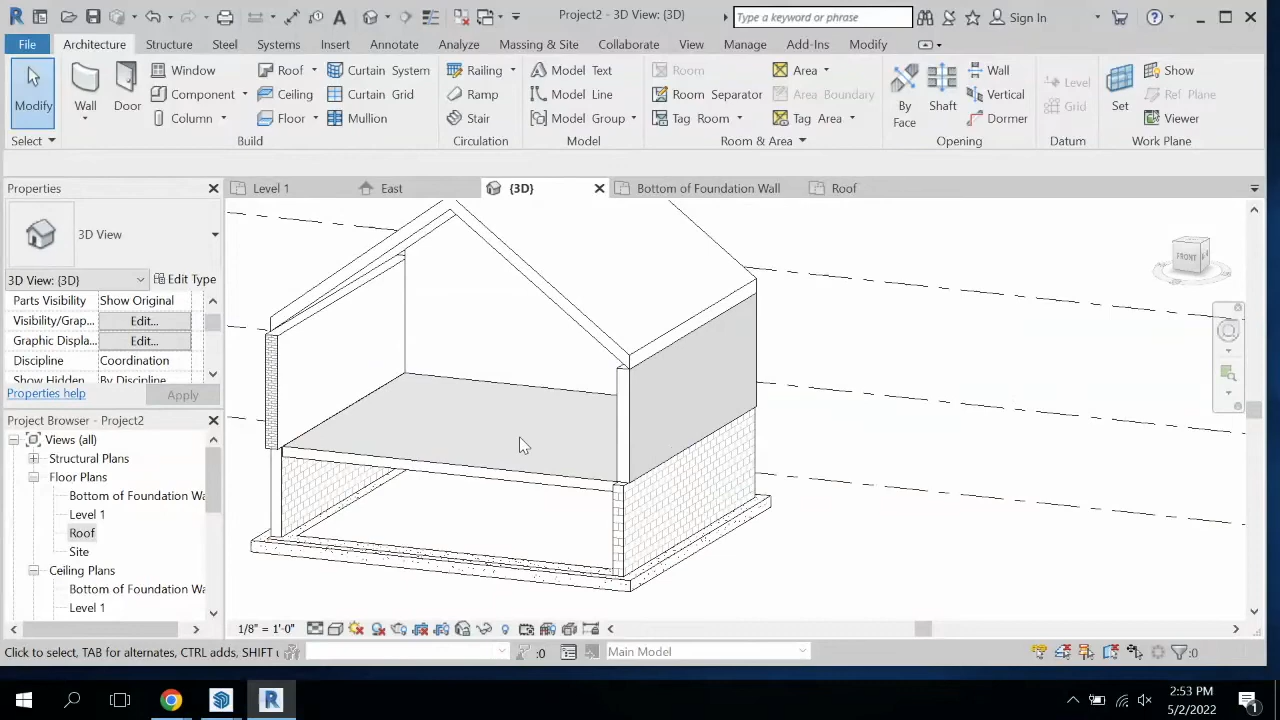 Project2 - 3D View: {3D}
Type a keyword or phrase
Sign In
File Architecture Structure Steel Systems Insert Annotate Analyze Massing & Site Collaborate View Manage Add-Ins Modify
Modify
Wall
Door
Window
Component
Column
Roof
Ceiling
Floor
Curtain System
Curtain Grid
Mullion
Railing
Ramp
Stair
Model Text
Model Line
Model Group
Room
Room Separator
Tag Room
Area
Area Boundary
Tag Area
By
Face
Shaft
Wall
Vertical
Dormer
Level
Grid
Set
Show
Ref Plane
Viewer
Select Build Circulation Model Room & Area Opening Datum Work Plane
Properties
Level 1 East {3D} Bottom of Foundation Wall Roof
3D View
3D View: {3D} Edit Type
Parts Visibility Show Original
Visibility/Grap... Edit...
Graphic Displa... Edit...
Discipline Coordination
Show Hidden By Discipline
Properties help Apply
FRONT
Project Browser - Project2
Views (all)
Structural Plans
Floor Plans
Bottom of Foundation Wa
Level 1
Roof
Site
Ceiling Plans
Bottom of Foundation Wa
Level 1
1/8" = 1'-0"
Click to select, TAB for alternates, CTRL adds, SHIFT u
:0
Main Model
:0
2:53 PM
5/2/2022
1